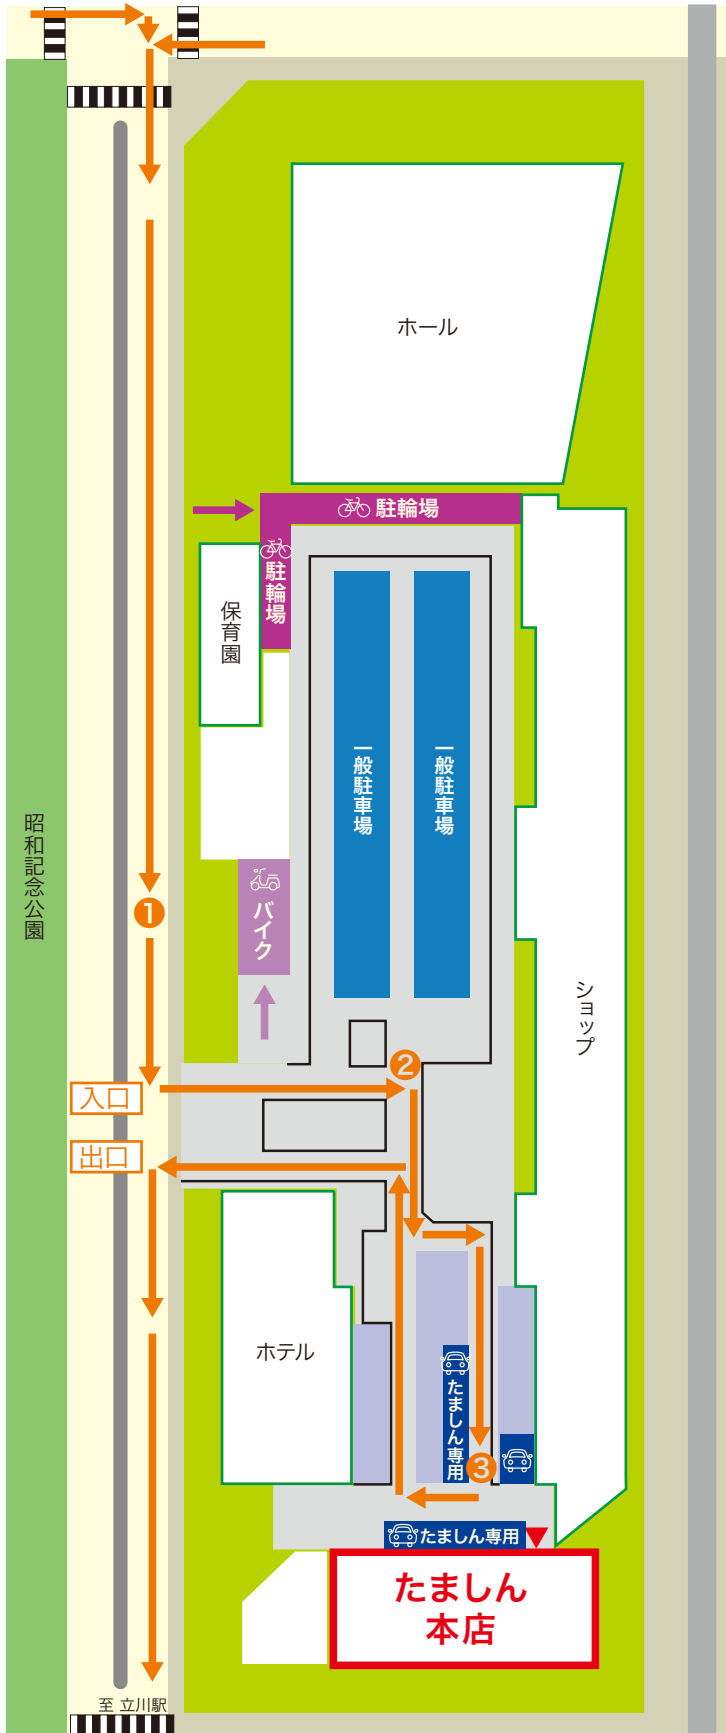 ホール
駐輪場
駐輪場
保育園
一般駐車場
一般駐車場
昭和記念公園
1
バイク
ショップ
2
入口
出口
ホテル
たましん専用
3
たましん専用
たましん
本店
至 立川駅